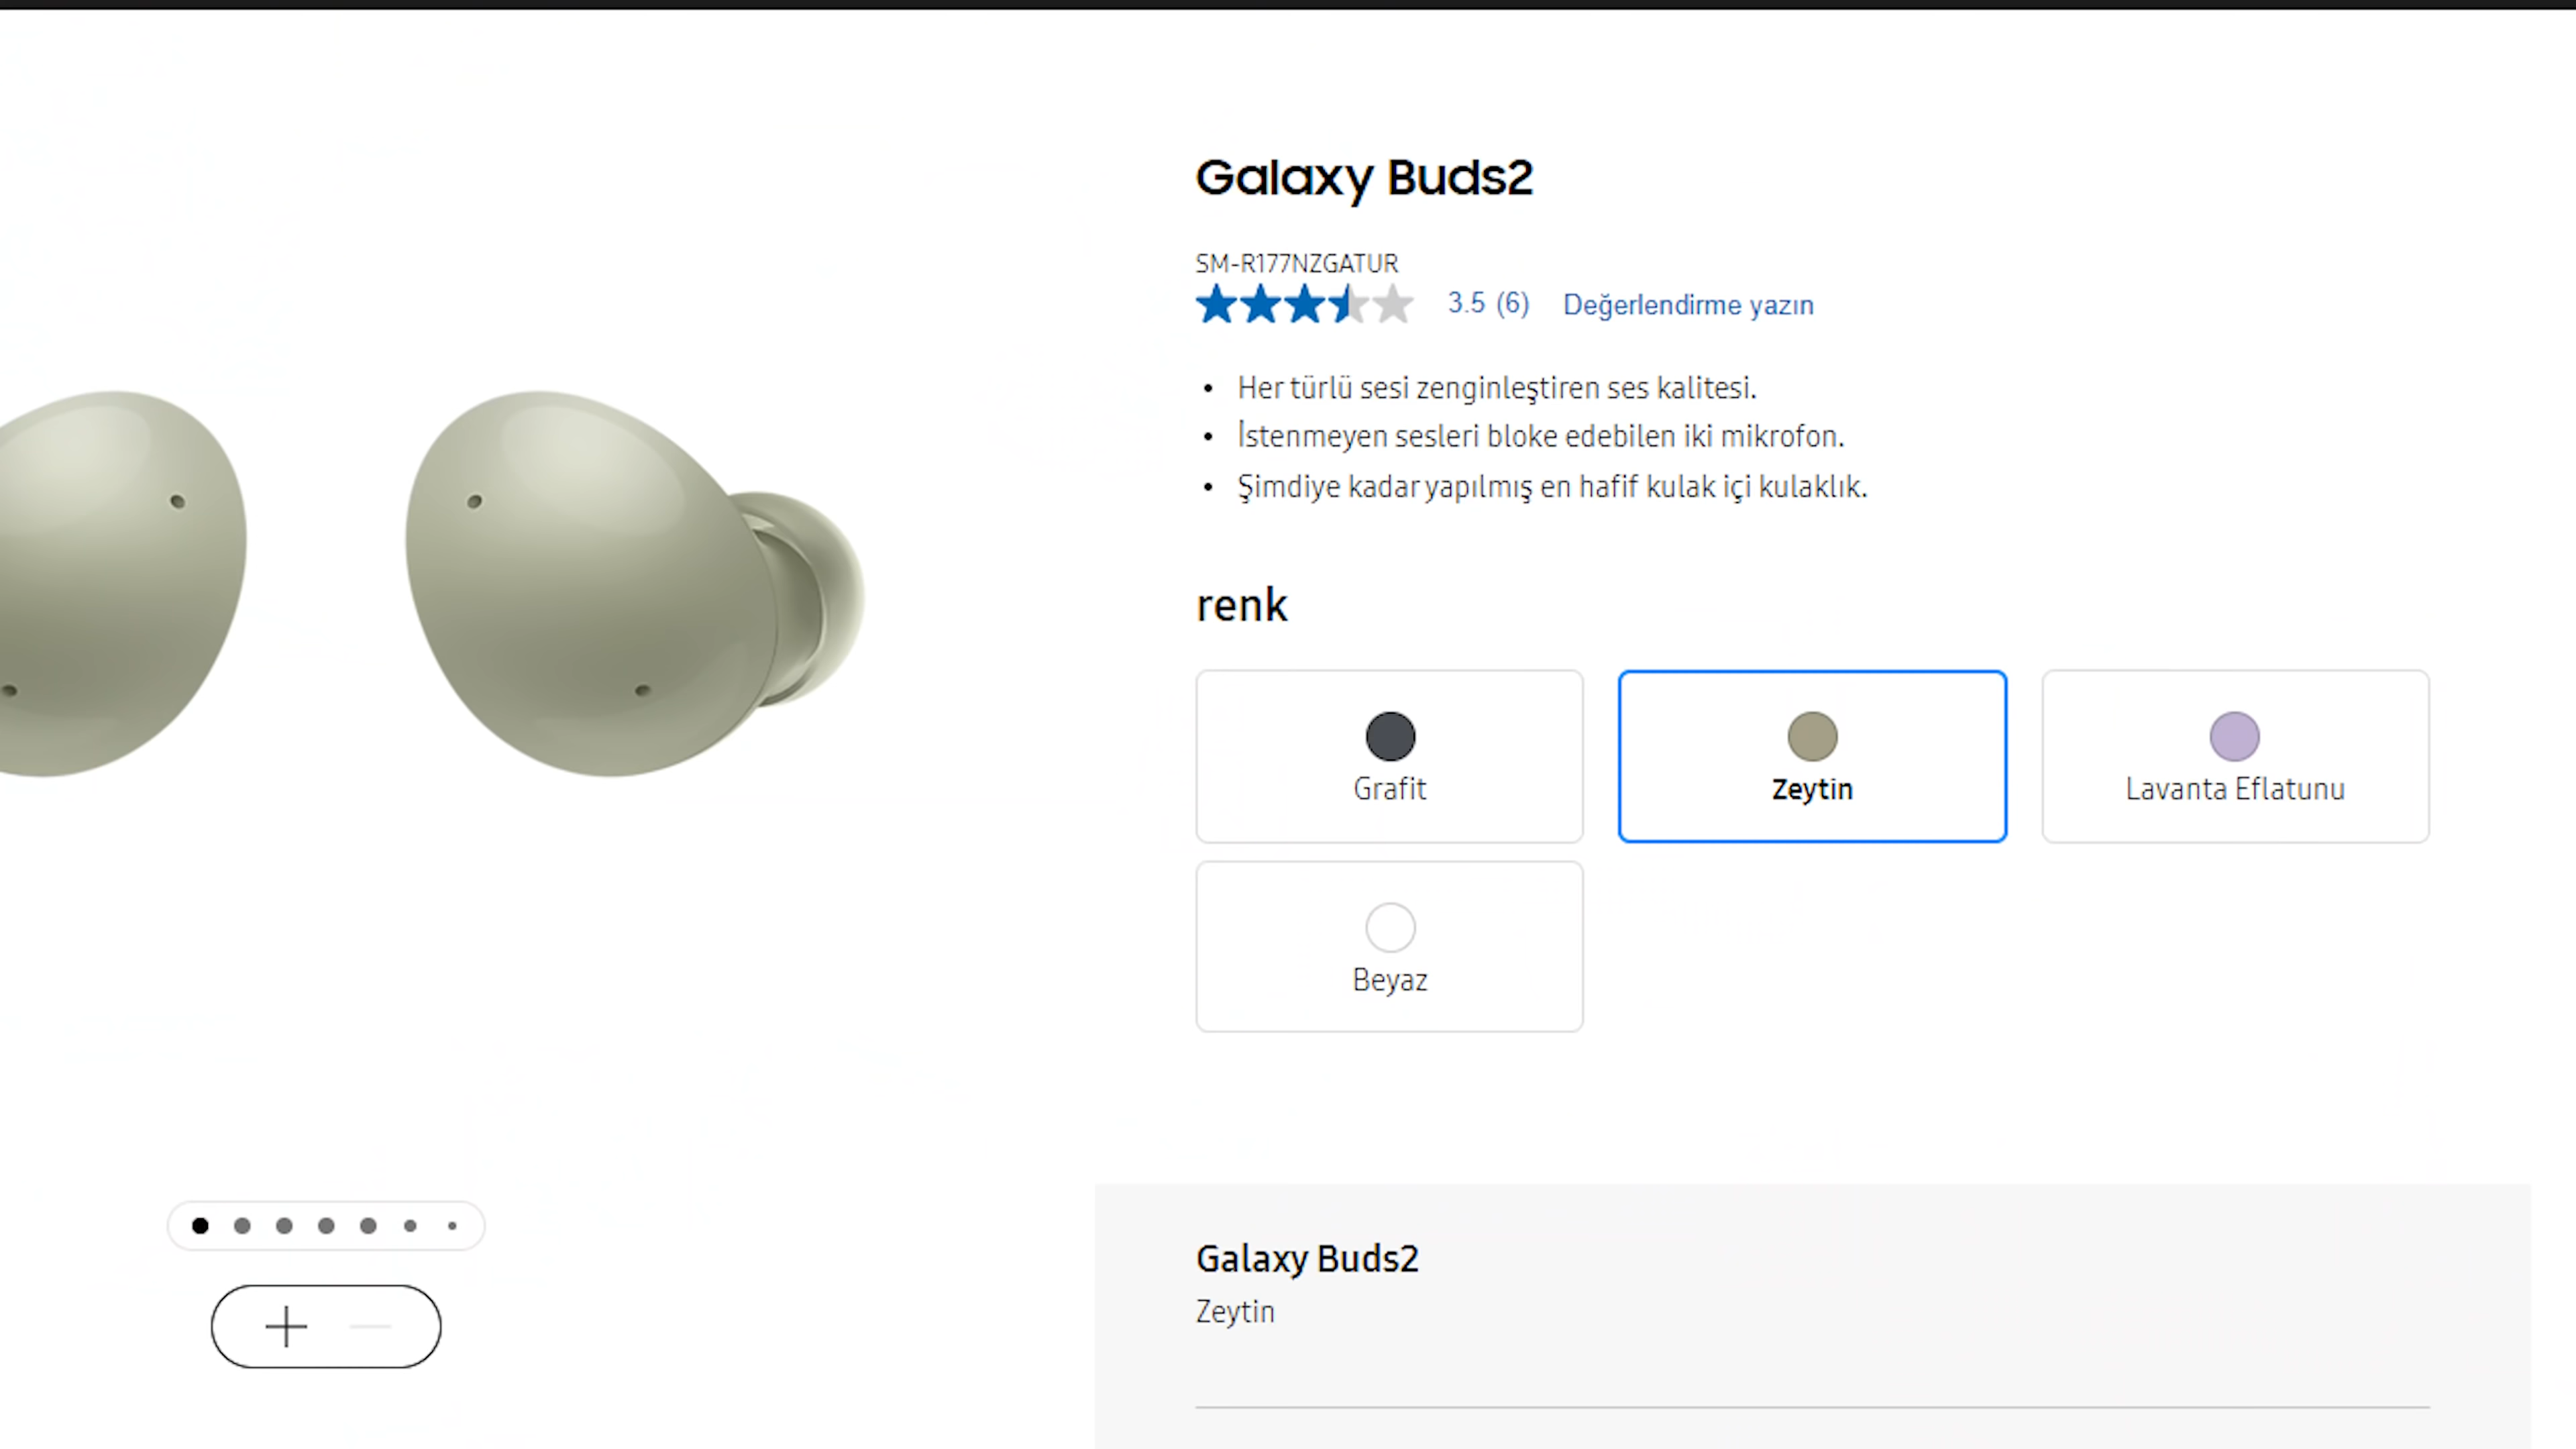 Galaxy Buds2
SM-R177NZGATUR
3.5 (6) Değerlendirme yazın
• Her türlü sesi zenginleştiren ses kalitesi.
• İstenmeyen sesleri bloke edebilen iki mikrofon.
• Şimdiye kadar yapılmış en hafif kulak içi kulaklık.
renk
Grafit
Zeytin
Lavanta Eflatunu
Beyaz
Galaxy Buds2
Zeytin